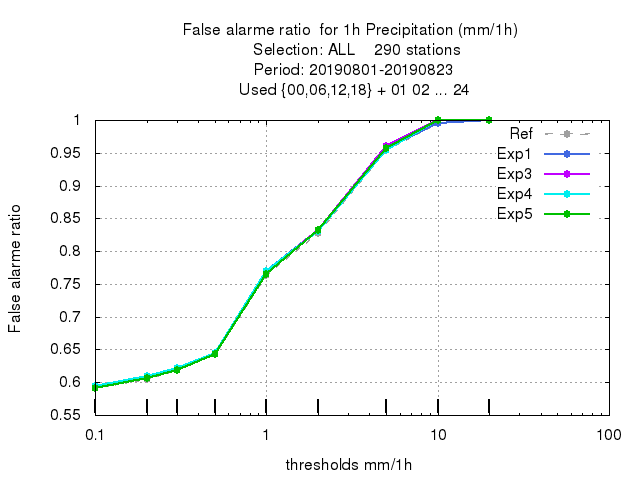 False alarme ratio  for 1h Precipitation (mm/1h)
Selection: ALL    290 stations
Period: 20190801-20190823
Used {00,06,12,18} + 01 02 ... 24
1
0.95
0.9
0.85
0.8
0.75
0.7
0.65
0.6
0.55
Ref
Exp1
Exp3
Exp4
Exp5
False alarme ratio
0.1
1
10
100
thresholds mm/1h